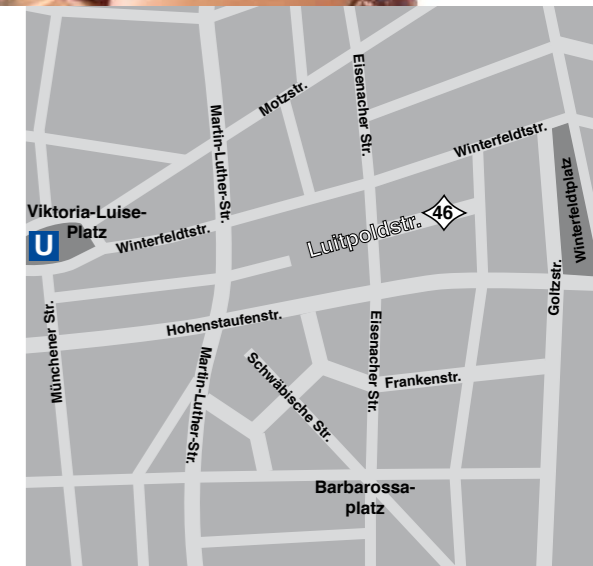 Eisenacher Str.
Motzstr.
Martin-Luther-Str.
Winterfeldtstr.
Winterfeldtplatz
Viktoria-Luise-
Platz
U
Winterfeldtstr.
Luitpoldstr.
46
Goltzstr.
Münchener Str.
Hohenstaufenstr.
Eisenacher Str.
Martin-Luther-Str.
Schwäbische Str.
Frankenstr.
Barbarossa-
platz